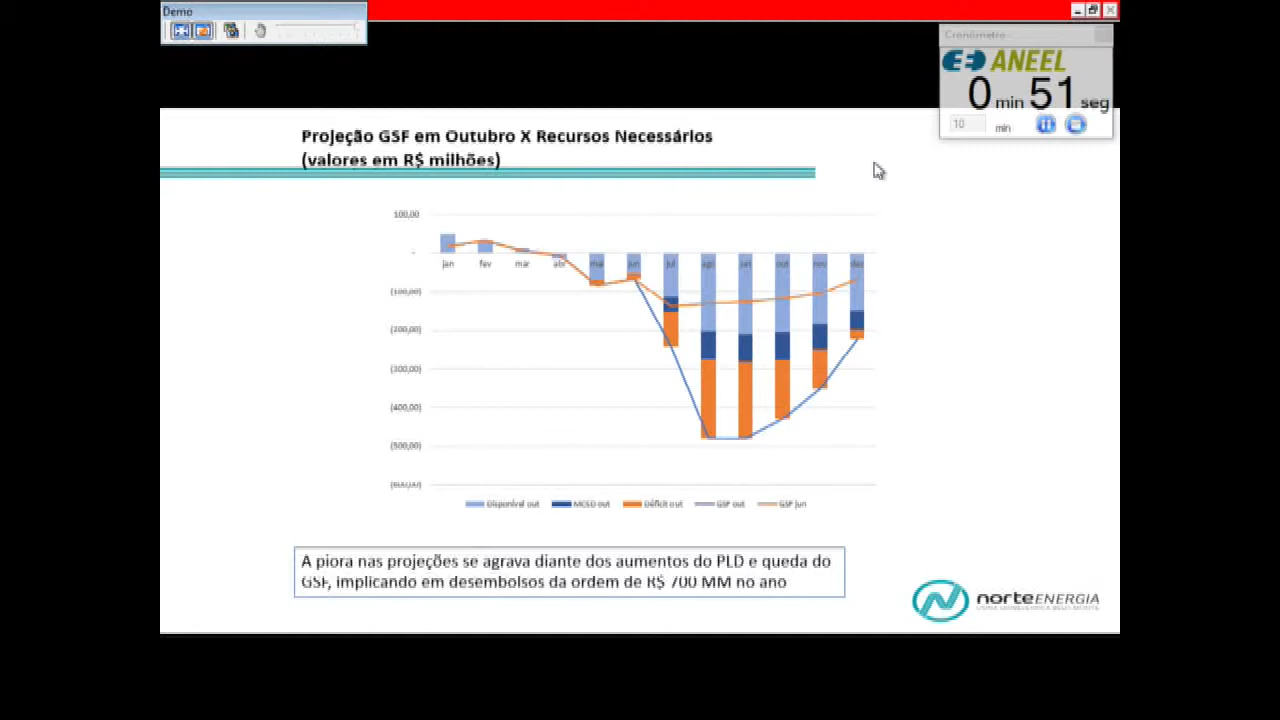 Demo
Cronômetro
ANEEL
0 min 51 seg
10 min
Projeção GSF em Outubro X Recursos Necessários
(valores em R$ milhões)
100,00
-
jan fev mar abr mai jun jul ago set out nov dez
(100,00)
(200,00)
(300,00)
(400,00)
(500,00)
(600,00)
Disponível out MCSD out Déficit out GSF out GSF jun
A piora nas projeções se agrava diante dos aumentos do PLD e queda do
GSF, implicando em desembolsos da ordem de R$ 700 MM no ano
norteENERGIA